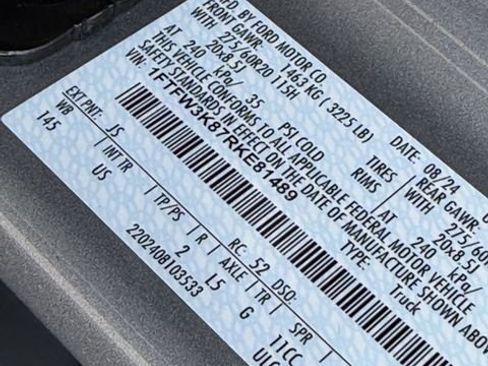 MFD. BY FORD MOTOR CO.
DATE: 08/24
FRONT GAWR: 1463 KG (3225 LB)
REAR GAWR:
WITH 275/60R20 115H TIRES
WITH
20x8.5J RIMS
20x8.5J
AT 240 kPa/ 35 PSI COLD
AT 240 kPa/
THIS VEHICLE CONFORMS TO ALL APPLICABLE FEDERAL MOTOR VEHICLE
SAFETY STANDARDS IN EFFECT ON THE DATE OF MANUFACTURE SHOWN
VIN: 1FTFW3K87RKE81489
TYPE: Truck
EXT PNT: JS RC: 52 DSO:
WB INT TR TP/PS R AXLE TR SPR
145 US 2 L5 G 11CC
2202408103533